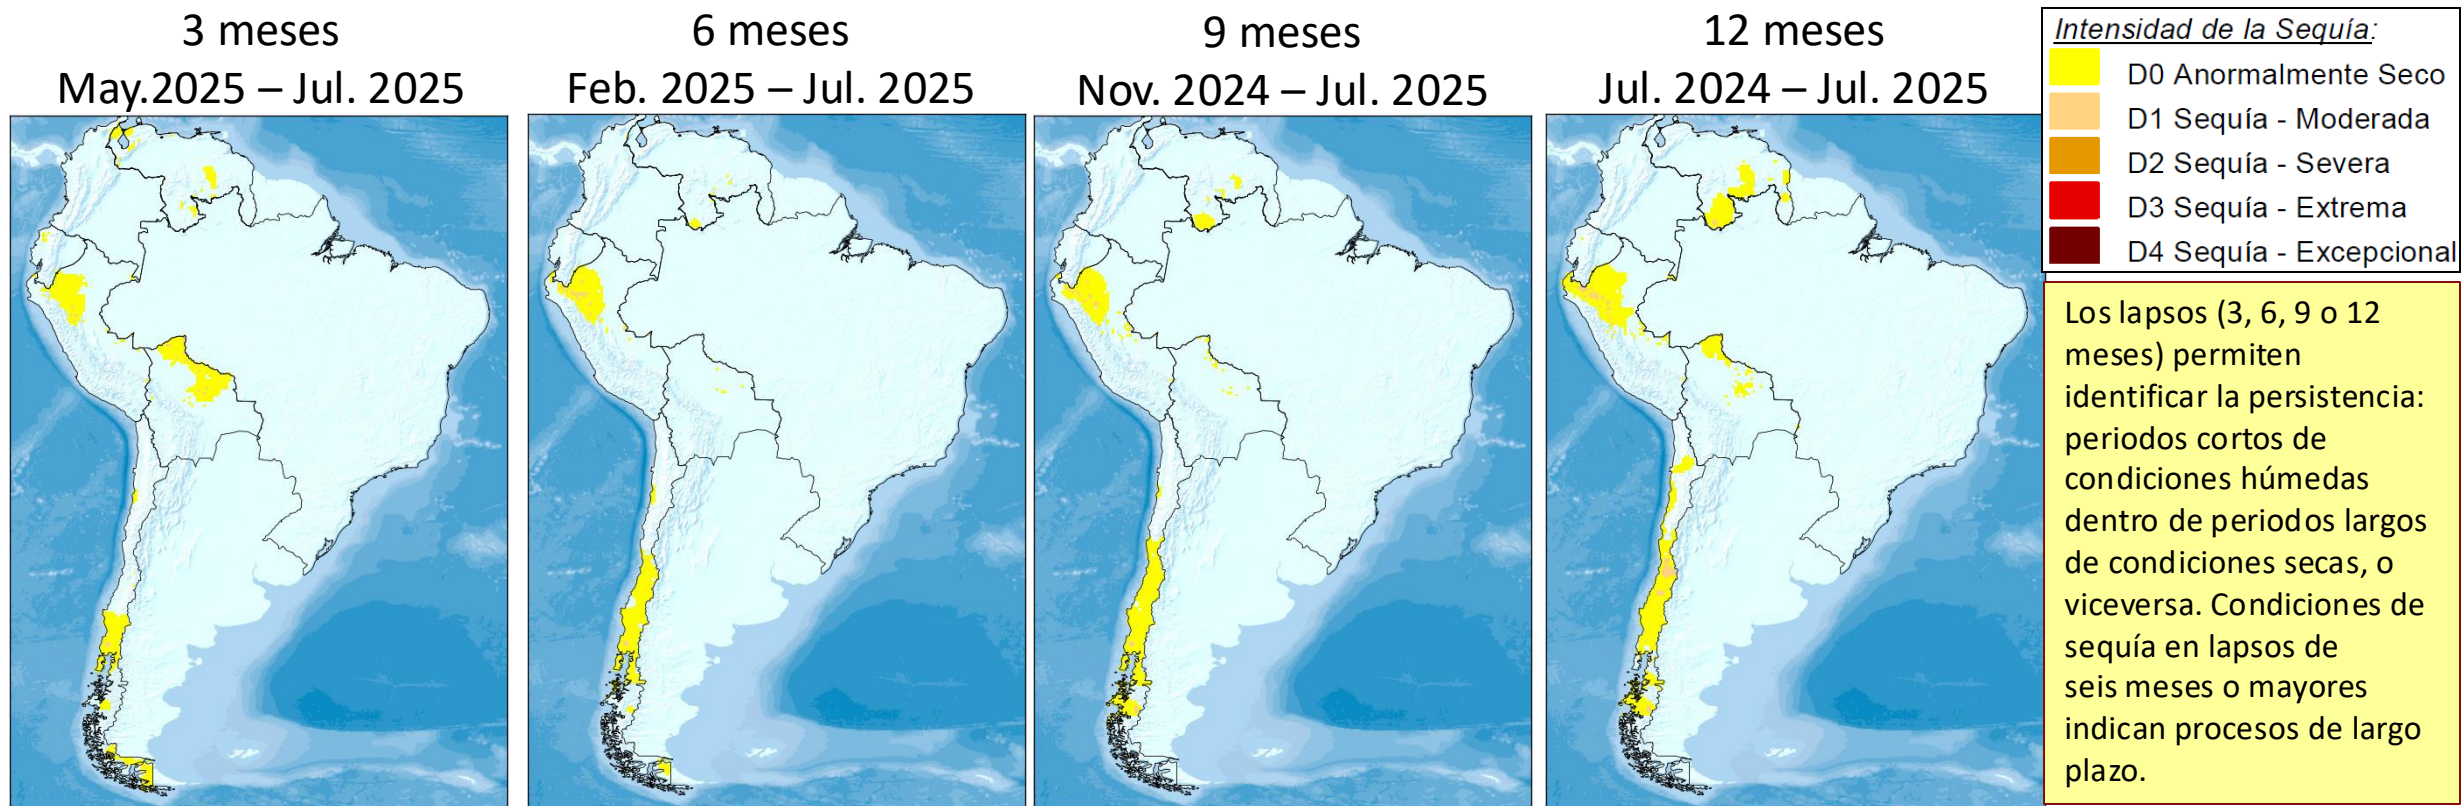 3 meses
May.2025 – Jul. 2025
6 meses
Feb. 2025 – Jul. 2025
9 meses
Nov. 2024 – Jul. 2025
12 meses
Jul. 2024 – Jul. 2025
Intensidad de la Sequía:
D0 Anormalmente Seco
D1 Sequía - Moderada
D2 Sequía - Severa
D3 Sequía - Extrema
D4 Sequía - Excepcional
Los lapsos (3, 6, 9 o 12
meses) permiten
identificar la persistencia:
periodos cortos de
condiciones húmedas
dentro de periodos largos
de condiciones secas, o
viceversa. Condiciones de
sequía en lapsos de
seis meses o mayores
indican procesos de largo
plazo.